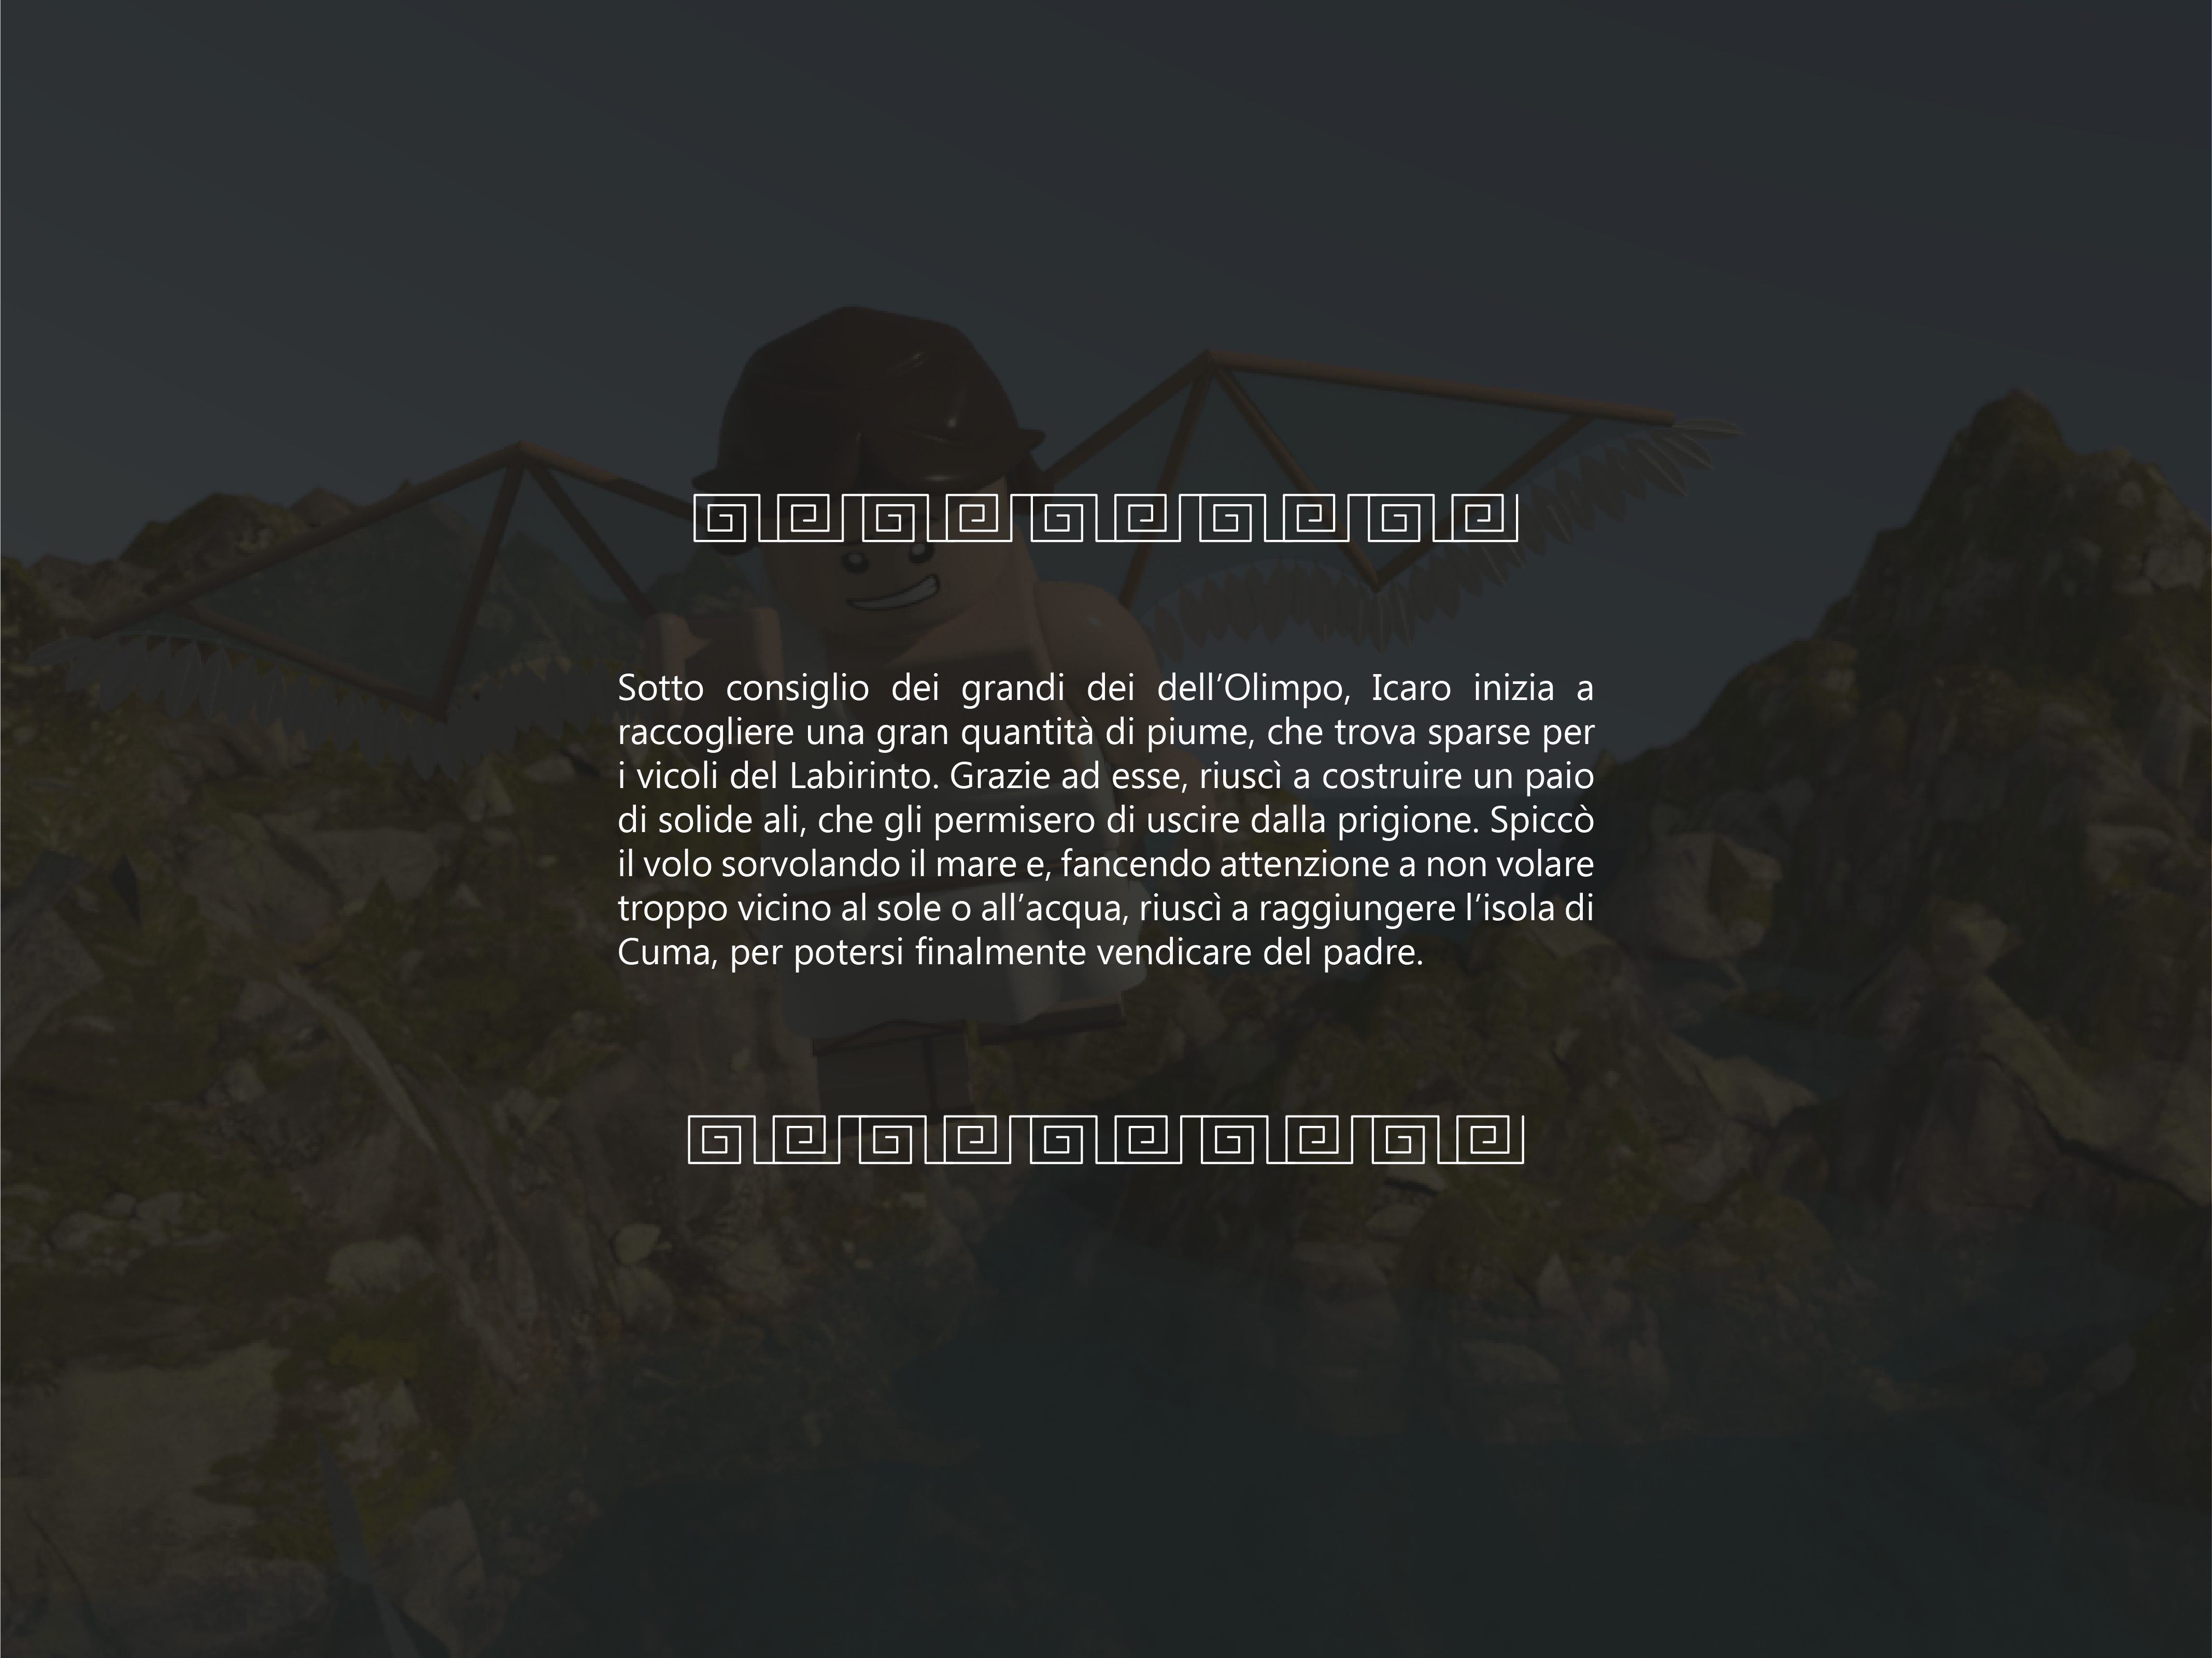 Sotto consiglio dei grandi dei dell’Olimpo, Icaro inizia a
raccogliere una gran quantità di piume, che trova sparse per
i vicoli del Labirinto. Grazie ad esse, riuscì a costruire un paio
di solide ali, che gli permisero di uscire dalla prigione. Spiccò
il volo sorvolando il mare e, fancendo attenzione a non volare
troppo vicino al sole o all’acqua, riuscì a raggiungere l’isola di
Cuma, per potersi finalmente vendicare del padre.